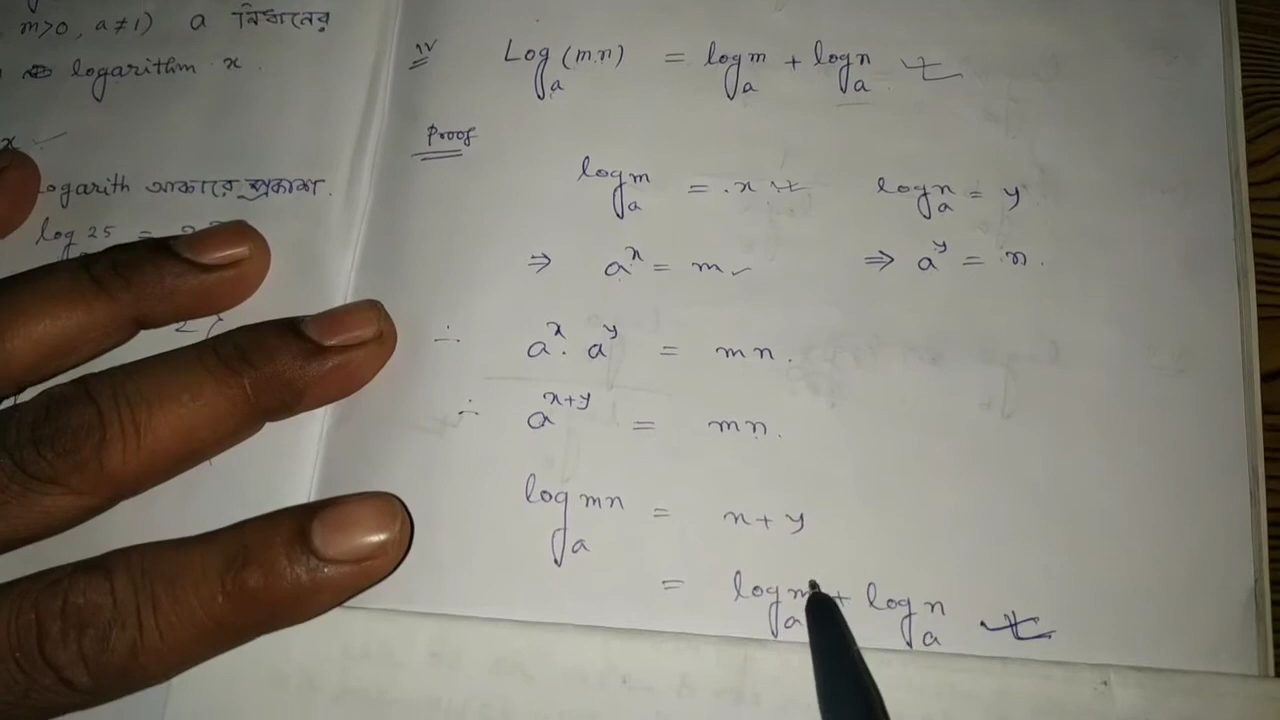 m>0, a≠1) a নিধানের
logarithm x.
logarith আকারে প্রকাশ.
log 25 =
iv Log_a (m.n) = log_a m + log_a n
Proof
log_a m = x log_a n = y
⇒ a^x = m ⇒ a^y = n.
∴ a^x . a^y = mn.
∴ a^(x+y) = mn.
log_a mn = x + y
= log_a m + log_a n